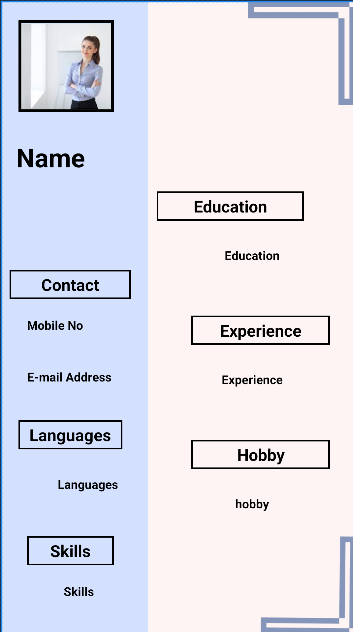 Name
Contact
Mobile No
E-mail Address
Languages
Languages
Skills
Skills
Education
Education
Experience
Experience
Hobby
hobby